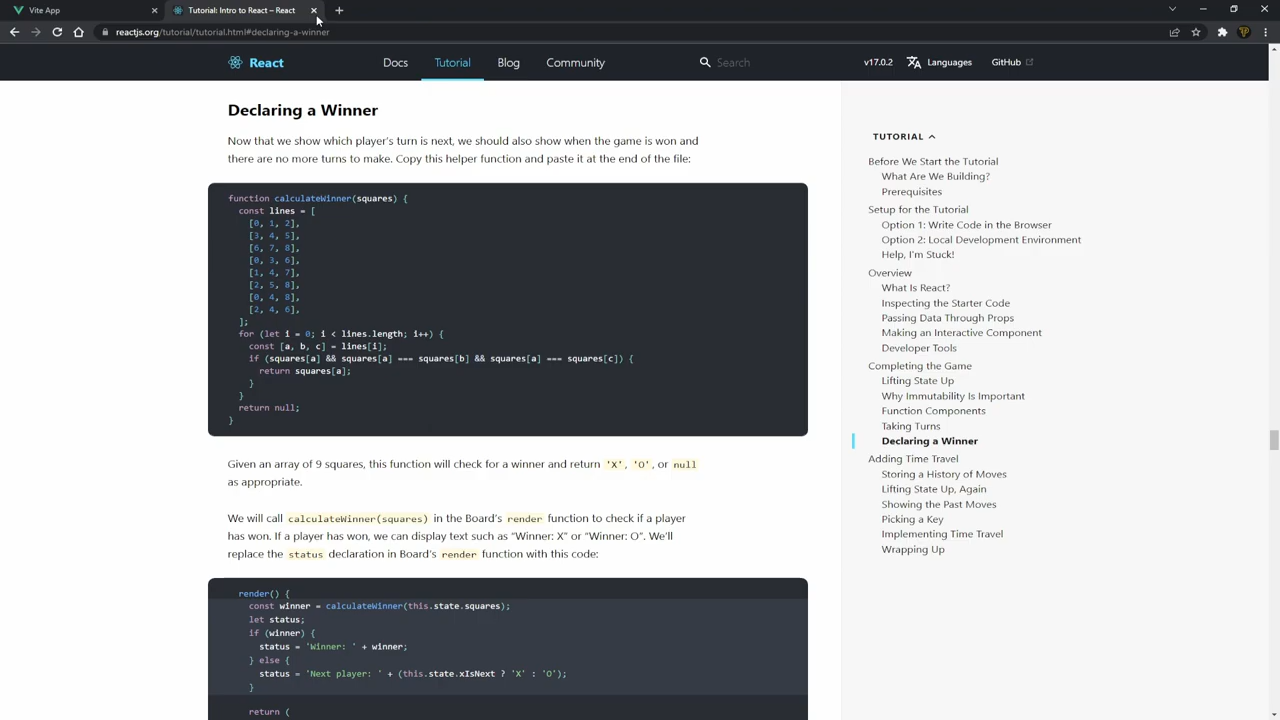 Vite App
Tutorial: Intro to React – React
reactjs.org/tutorial/tutorial.html#declaring-a-winner
React
Docs
Tutorial
Blog
Community
Search
v17.0.2
Languages
GitHub
Declaring a Winner
Now that we show which player's turn is next, we should also show when the game is won and
there are no more turns to make. Copy this helper function and paste it at the end of the file:
function calculateWinner(squares) {
const lines = [
[0, 1, 2],
[3, 4, 5],
[6, 7, 8],
[0, 3, 6],
[1, 4, 7],
[2, 5, 8],
[0, 4, 8],
[2, 4, 6],
];
for (let i = 0; i < lines.length; i++) {
const [a, b, c] = lines[i];
if (squares[a] && squares[a] === squares[b] && squares[a] === squares[c]) {
return squares[a];
}
}
return null;
}
Given an array of 9 squares, this function will check for a winner and return 'X', 'O', or null
as appropriate.
We will call calculateWinner(squares) in the Board's render function to check if a player
has won. If a player has won, we can display text such as “Winner: X” or “Winner: O”. We'll
replace the status declaration in Board's render function with this code:
render() {
const winner = calculateWinner(this.state.squares);
let status;
if (winner) {
status = 'Winner: ' + winner;
} else {
status = 'Next player: ' + (this.state.xIsNext ? 'X' : 'O');
}
return (
TUTORIAL
Before We Start the Tutorial
What Are We Building?
Prerequisites
Setup for the Tutorial
Option 1: Write Code in the Browser
Option 2: Local Development Environment
Help, I'm Stuck!
Overview
What Is React?
Inspecting the Starter Code
Passing Data Through Props
Making an Interactive Component
Developer Tools
Completing the Game
Lifting State Up
Why Immutability Is Important
Function Components
Taking Turns
Declaring a Winner
Adding Time Travel
Storing a History of Moves
Lifting State Up, Again
Showing the Past Moves
Picking a Key
Implementing Time Travel
Wrapping Up